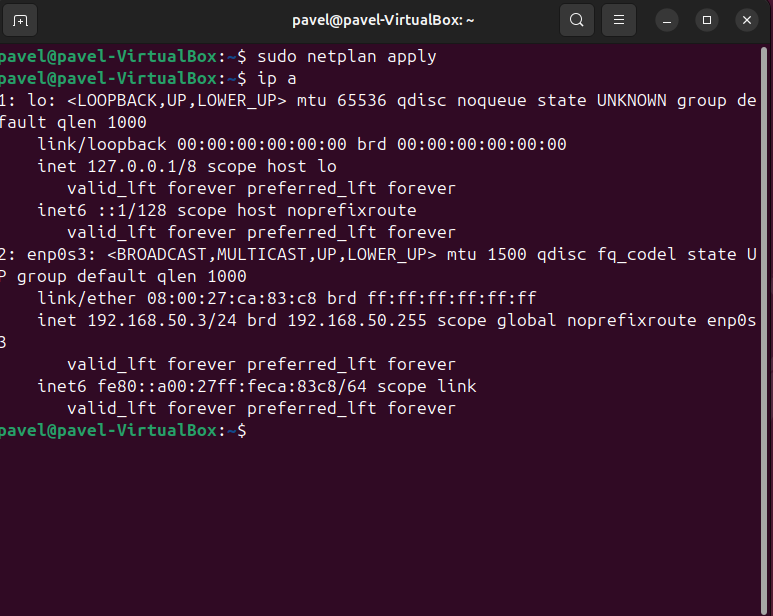 pavel@pavel-VirtualBox: ~
pavel@pavel-VirtualBox:~$ sudo netplan apply
pavel@pavel-VirtualBox:~$ ip a
1: lo: <LOOPBACK,UP,LOWER_UP> mtu 65536 qdisc noqueue state UNKNOWN group de
fault qlen 1000
    link/loopback 00:00:00:00:00:00 brd 00:00:00:00:00:00
    inet 127.0.0.1/8 scope host lo
       valid_lft forever preferred_lft forever
    inet6 ::1/128 scope host noprefixroute
       valid_lft forever preferred_lft forever
2: enp0s3: <BROADCAST,MULTICAST,UP,LOWER_UP> mtu 1500 qdisc fq_codel state U
P group default qlen 1000
    link/ether 08:00:27:ca:83:c8 brd ff:ff:ff:ff:ff:ff
    inet 192.168.50.3/24 brd 192.168.50.255 scope global noprefixroute enp0s
3
       valid_lft forever preferred_lft forever
    inet6 fe80::a00:27ff:feca:83c8/64 scope link
       valid_lft forever preferred_lft forever
pavel@pavel-VirtualBox:~$